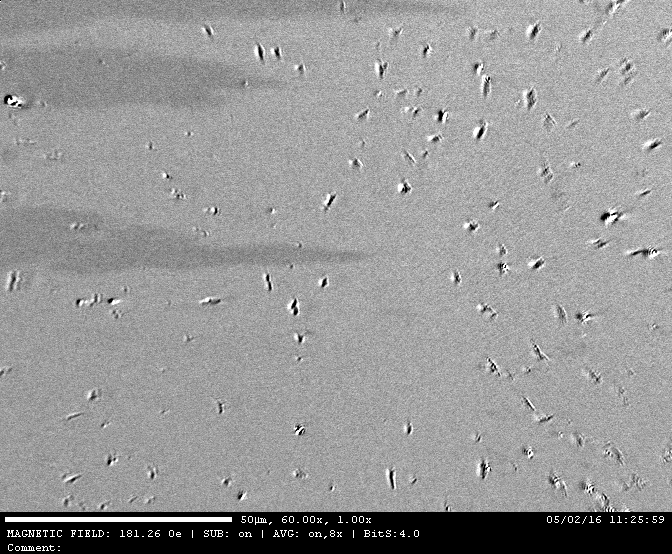 50µm, 60.00x, 1.00x 05/02/16 11:25:59
MAGNETIC FIELD: 181.26 Oe | SUB: on | AVG: on,8x | BitS:4.0
Comment: